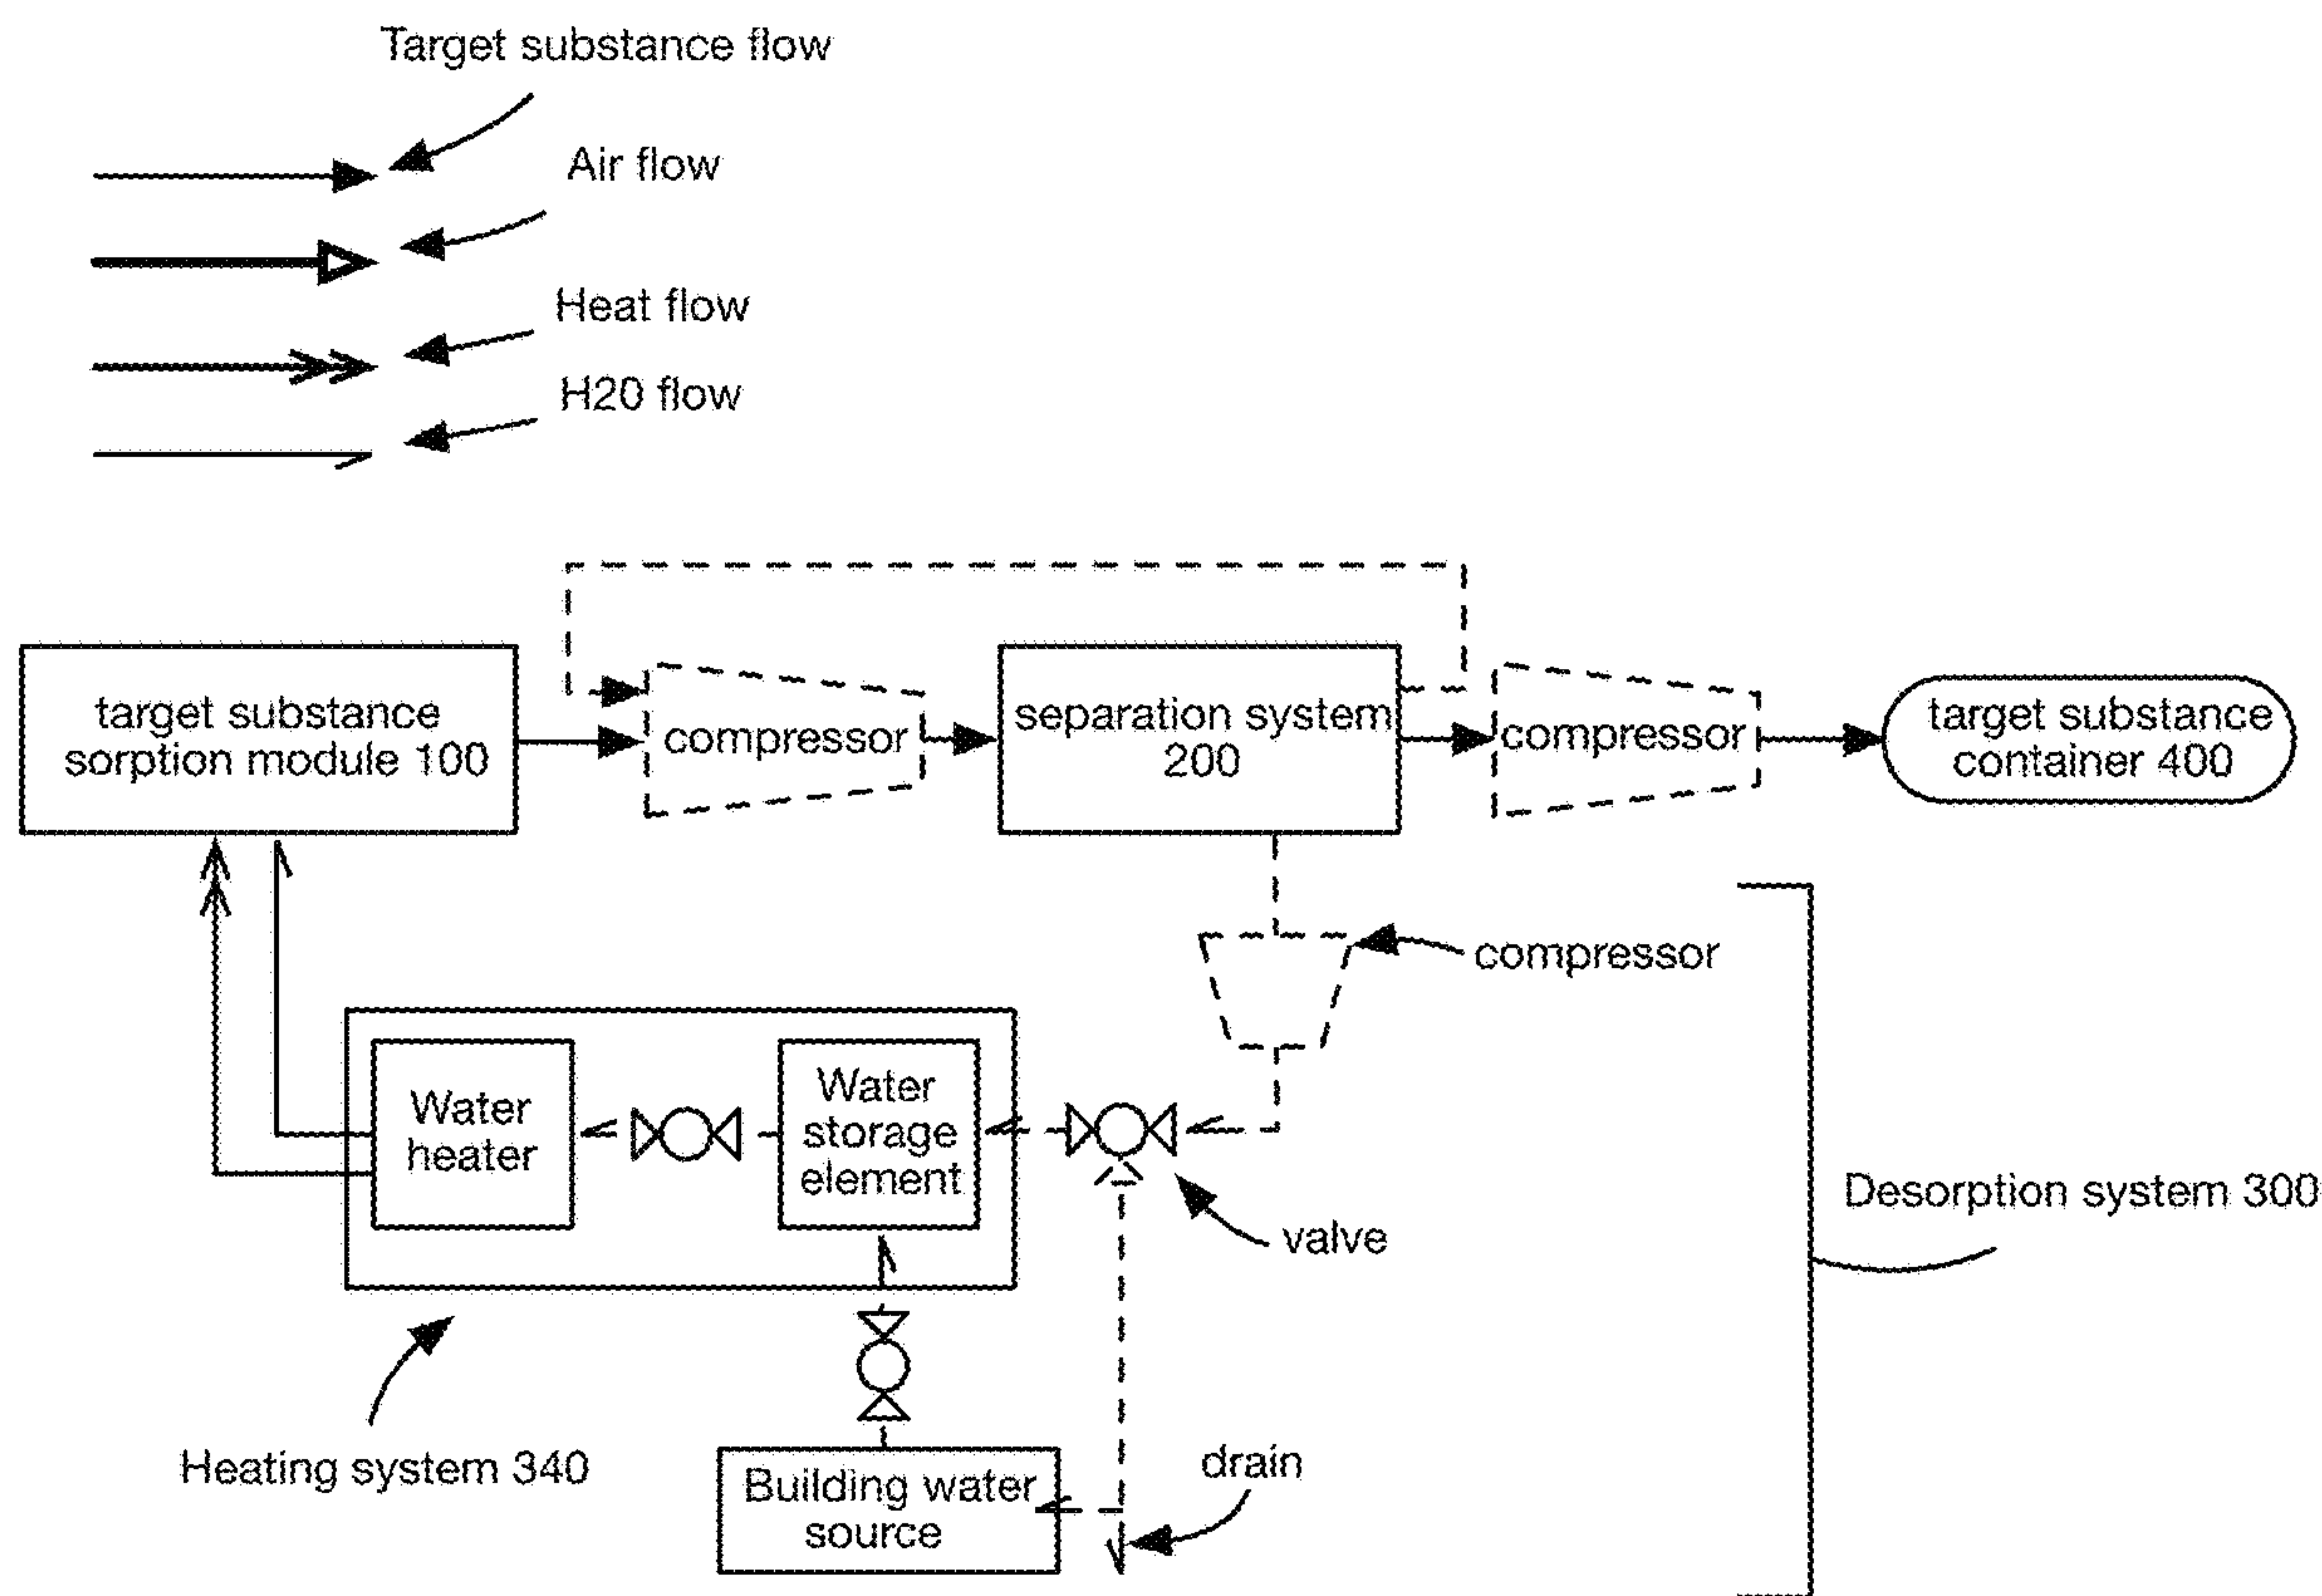 Target substance flow
Air flow
Heat flow
H20 flow
target substance
sorption module 100
compressor
separation system
200
compressor
target substance
container 400
compressor
Water
heater
Water
storage
element
valve
Desorption system 300
Heating system 340
Building water
source
drain